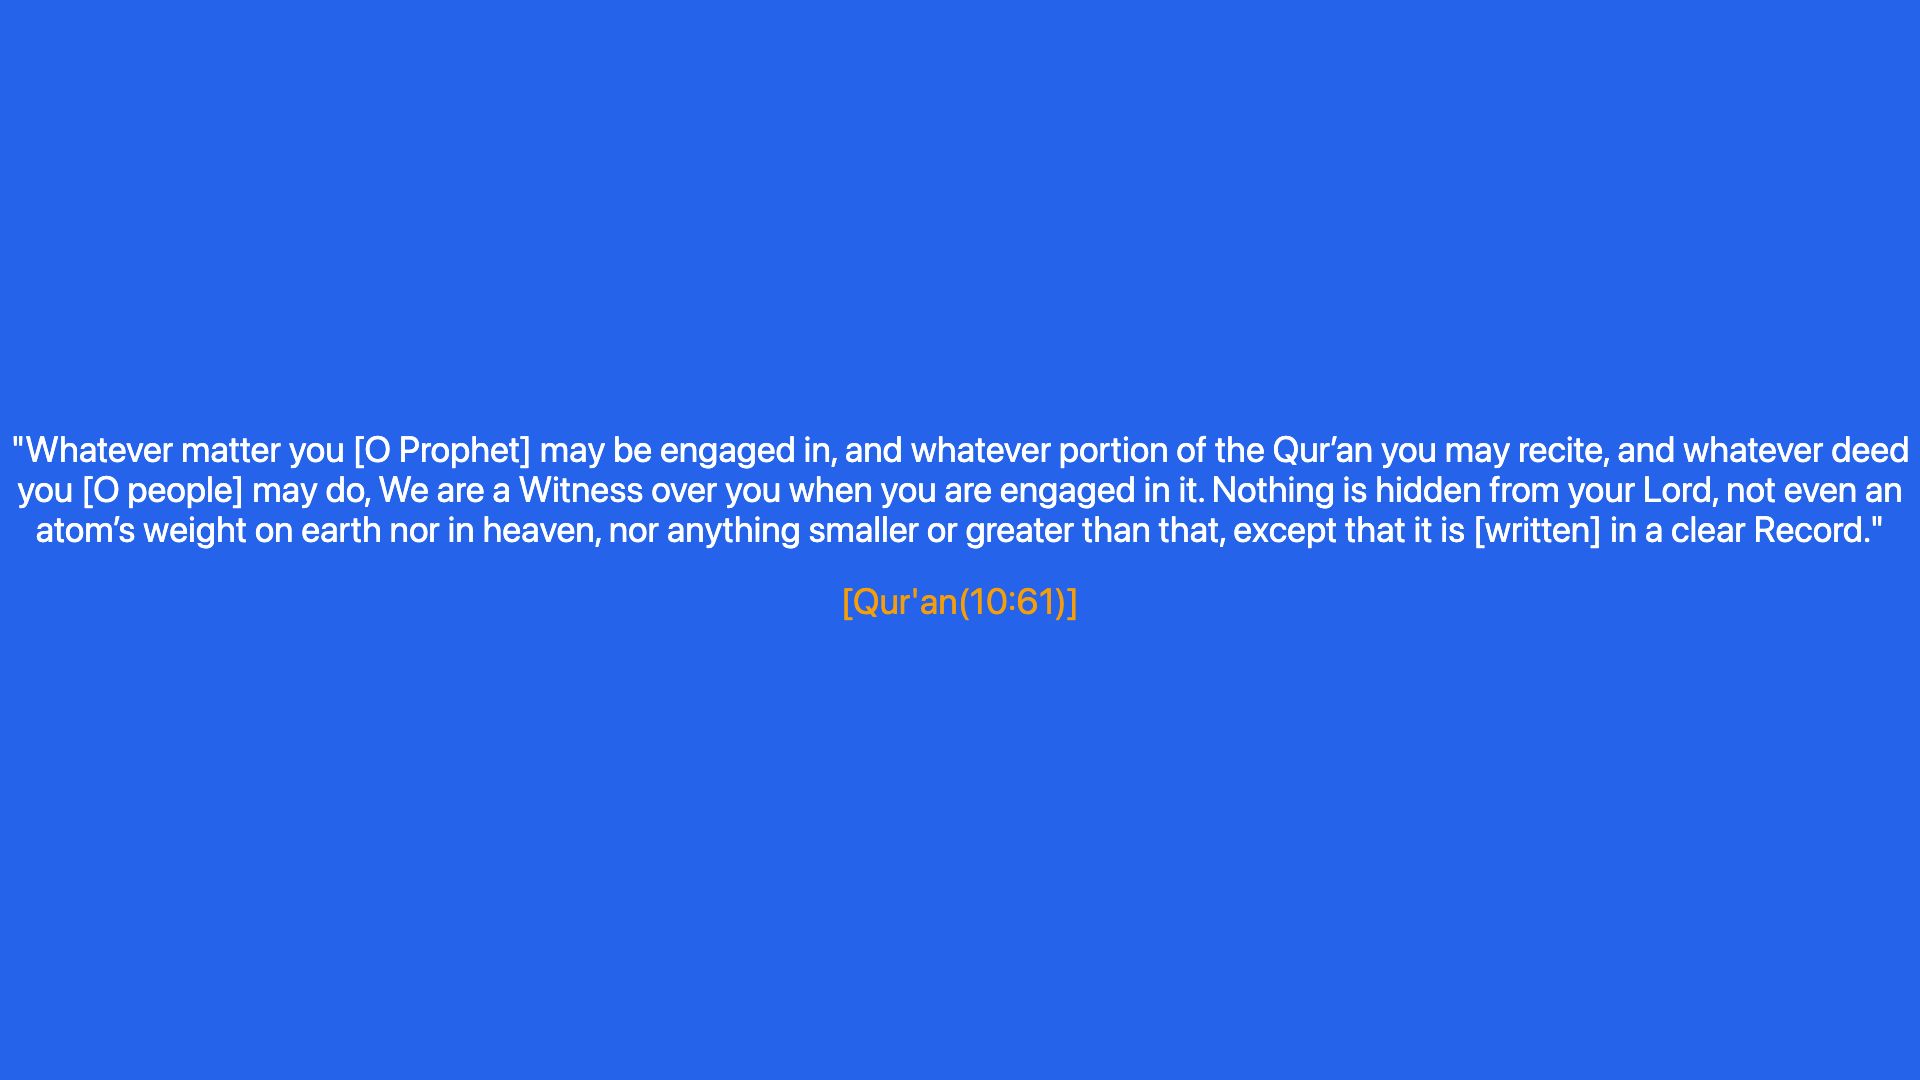 "Whatever matter you [O Prophet] may be engaged in, and whatever portion of the Qur’an you may recite, and whatever deed
you [O people] may do, We are a Witness over you when you are engaged in it. Nothing is hidden from your Lord, not even an
atom’s weight on earth nor in heaven, nor anything smaller or greater than that, except that it is [written] in a clear Record."
[Qur'an(10:61)]